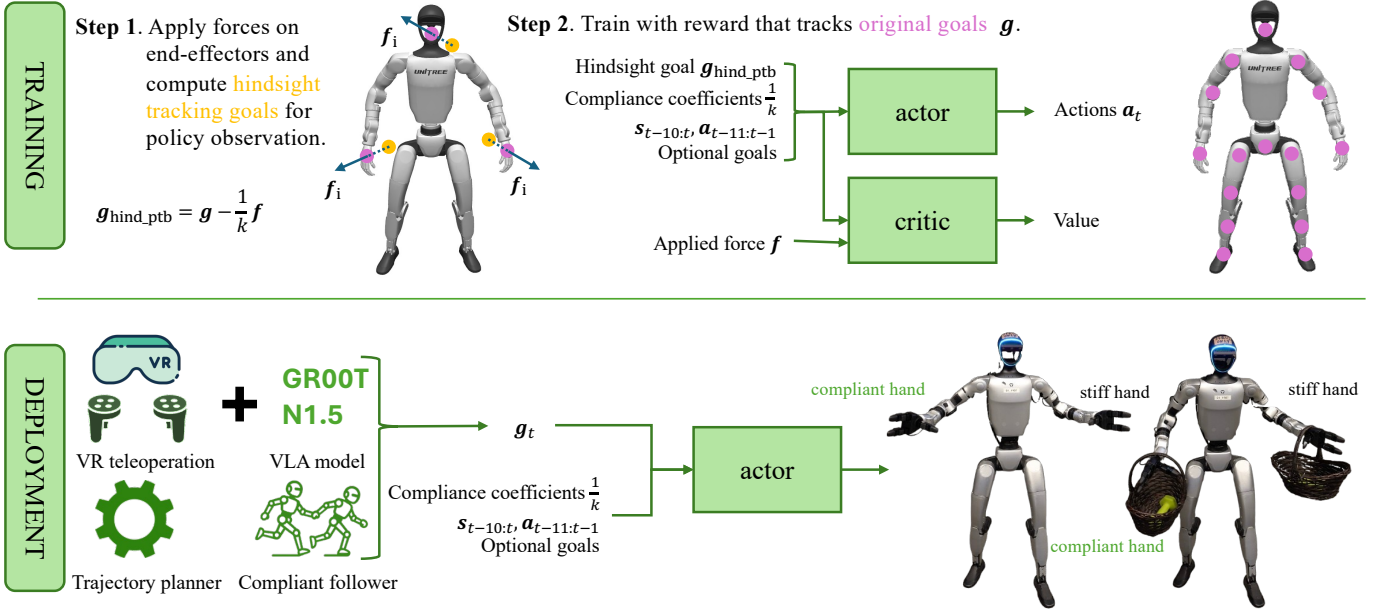 TRAINING
Step 1. Apply forces on
end-effectors and
compute hindsight
tracking goals for
policy observation.
g_hind_ptb = g − 1/k f
f_i
f_i
f_i
UNITREE
Step 2. Train with reward that tracks original goals g.
Hindsight goal g_hind_ptb
Compliance coefficients 1/k
s_{t−10:t}, a_{t−11:t−1}
Optional goals
Applied force f
actor
critic
Actions a_t
Value
UNITREE
DEPLOYMENT
VR
VR teleoperation
GR00T
N1.5
VLA model
Trajectory planner
Compliant follower
g_t
Compliance coefficients 1/k
s_{t−10:t}, a_{t−11:t−1}
Optional goals
actor
compliant hand
stiff hand
stiff hand
compliant hand